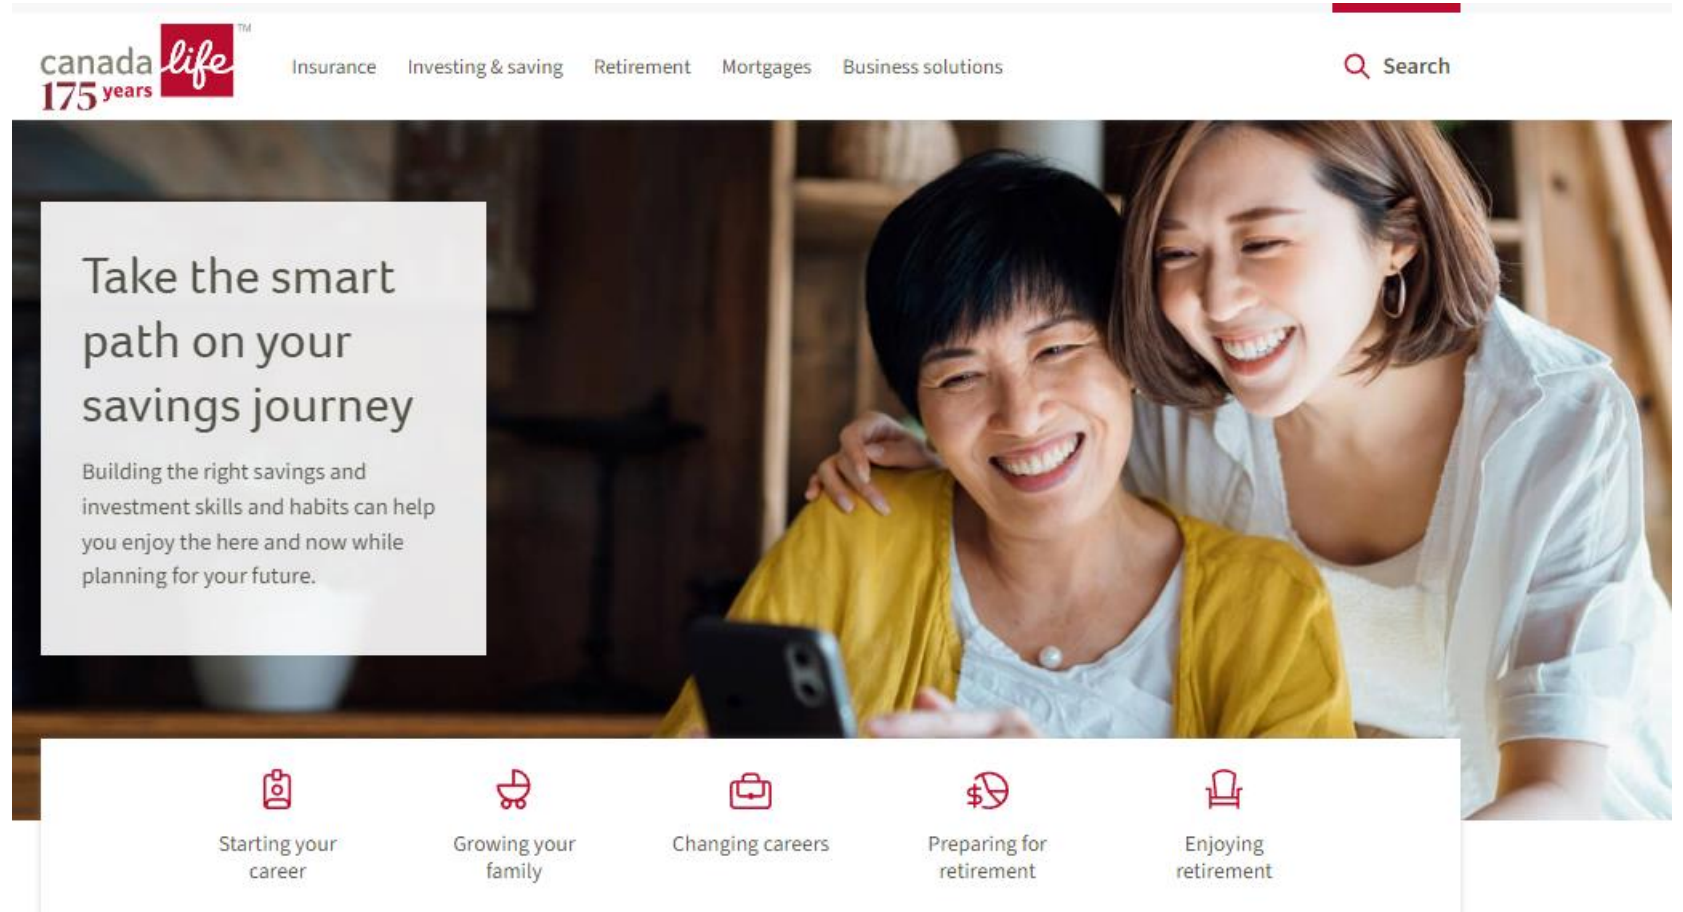 canada life TM
175 years
Insurance Investing & saving Retirement Mortgages Business solutions Search
Take the smart
path on your
savings journey
Building the right savings and
investment skills and habits can help
you enjoy the here and now while
planning for your future.
Starting your
career
Growing your
family
Changing careers
Preparing for
retirement
Enjoying
retirement